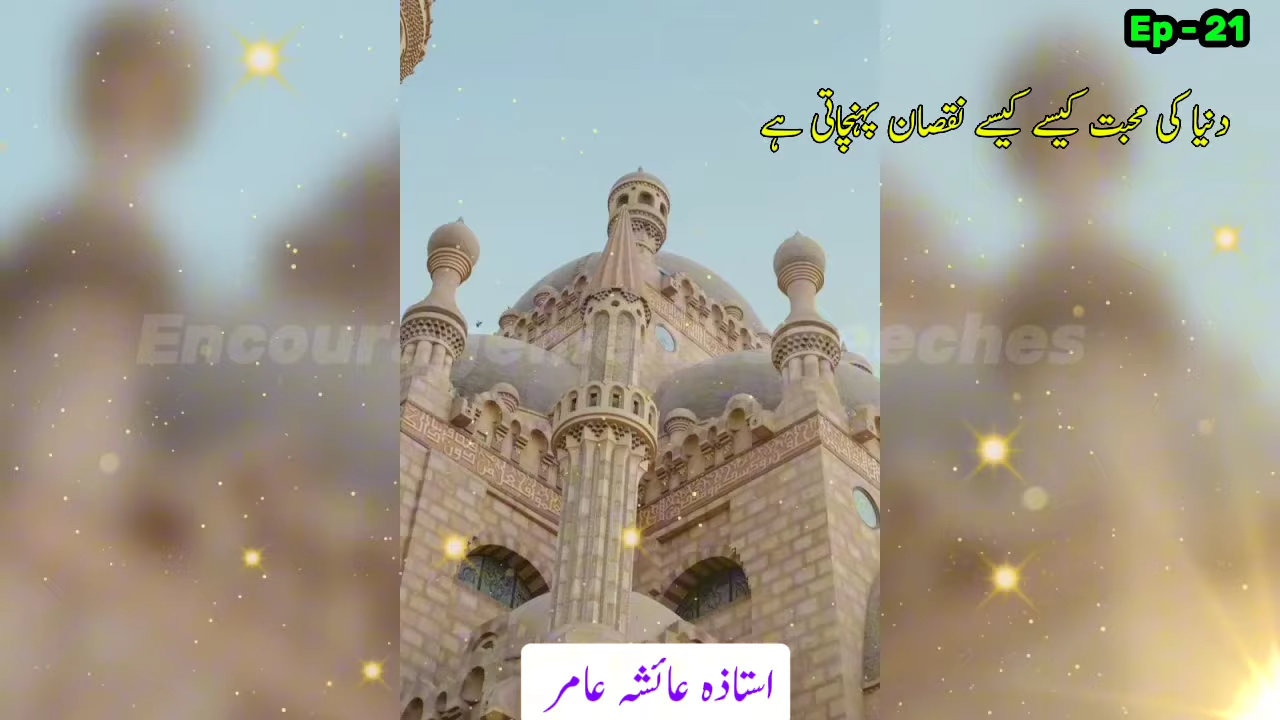 Ep - 21
دنیا کی محبت کیسے کیسے نقصان پہنچاتی ہے
استاذہ عائشہ عامر